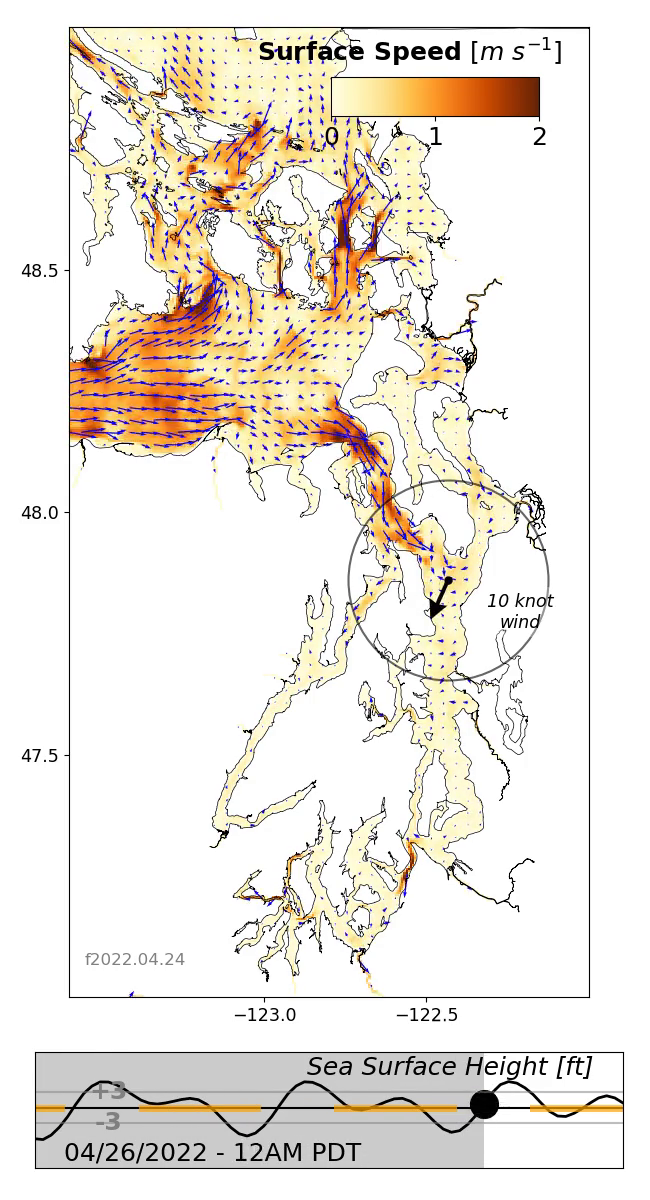 Surface Speed [m s⁻¹]
0 1 2
48.5
48.0
10 knot
wind
47.5
f2022.04.24
−123.0 −122.5
Sea Surface Height [ft]
+3
-3
04/26/2022 - 12AM PDT